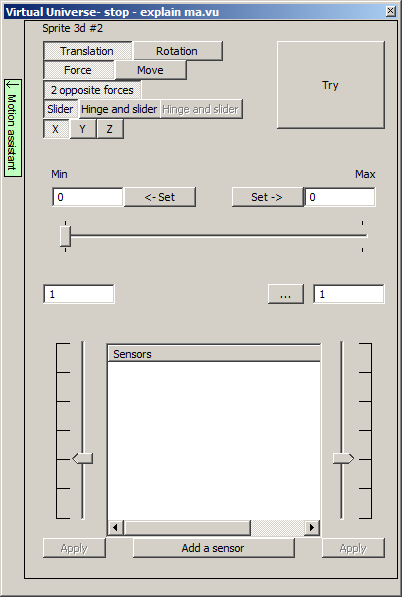 Virtual Universe- stop - explain ma.vu
Sprite 3d #2
Translation Rotation
Force Move
Try
2 opposite forces
Slider Hinge and slider Hinge and slider
X Y Z
Motion assistant
Min Max
0 <- Set Set -> 0
1 ... 1
Sensors
Apply Add a sensor Apply